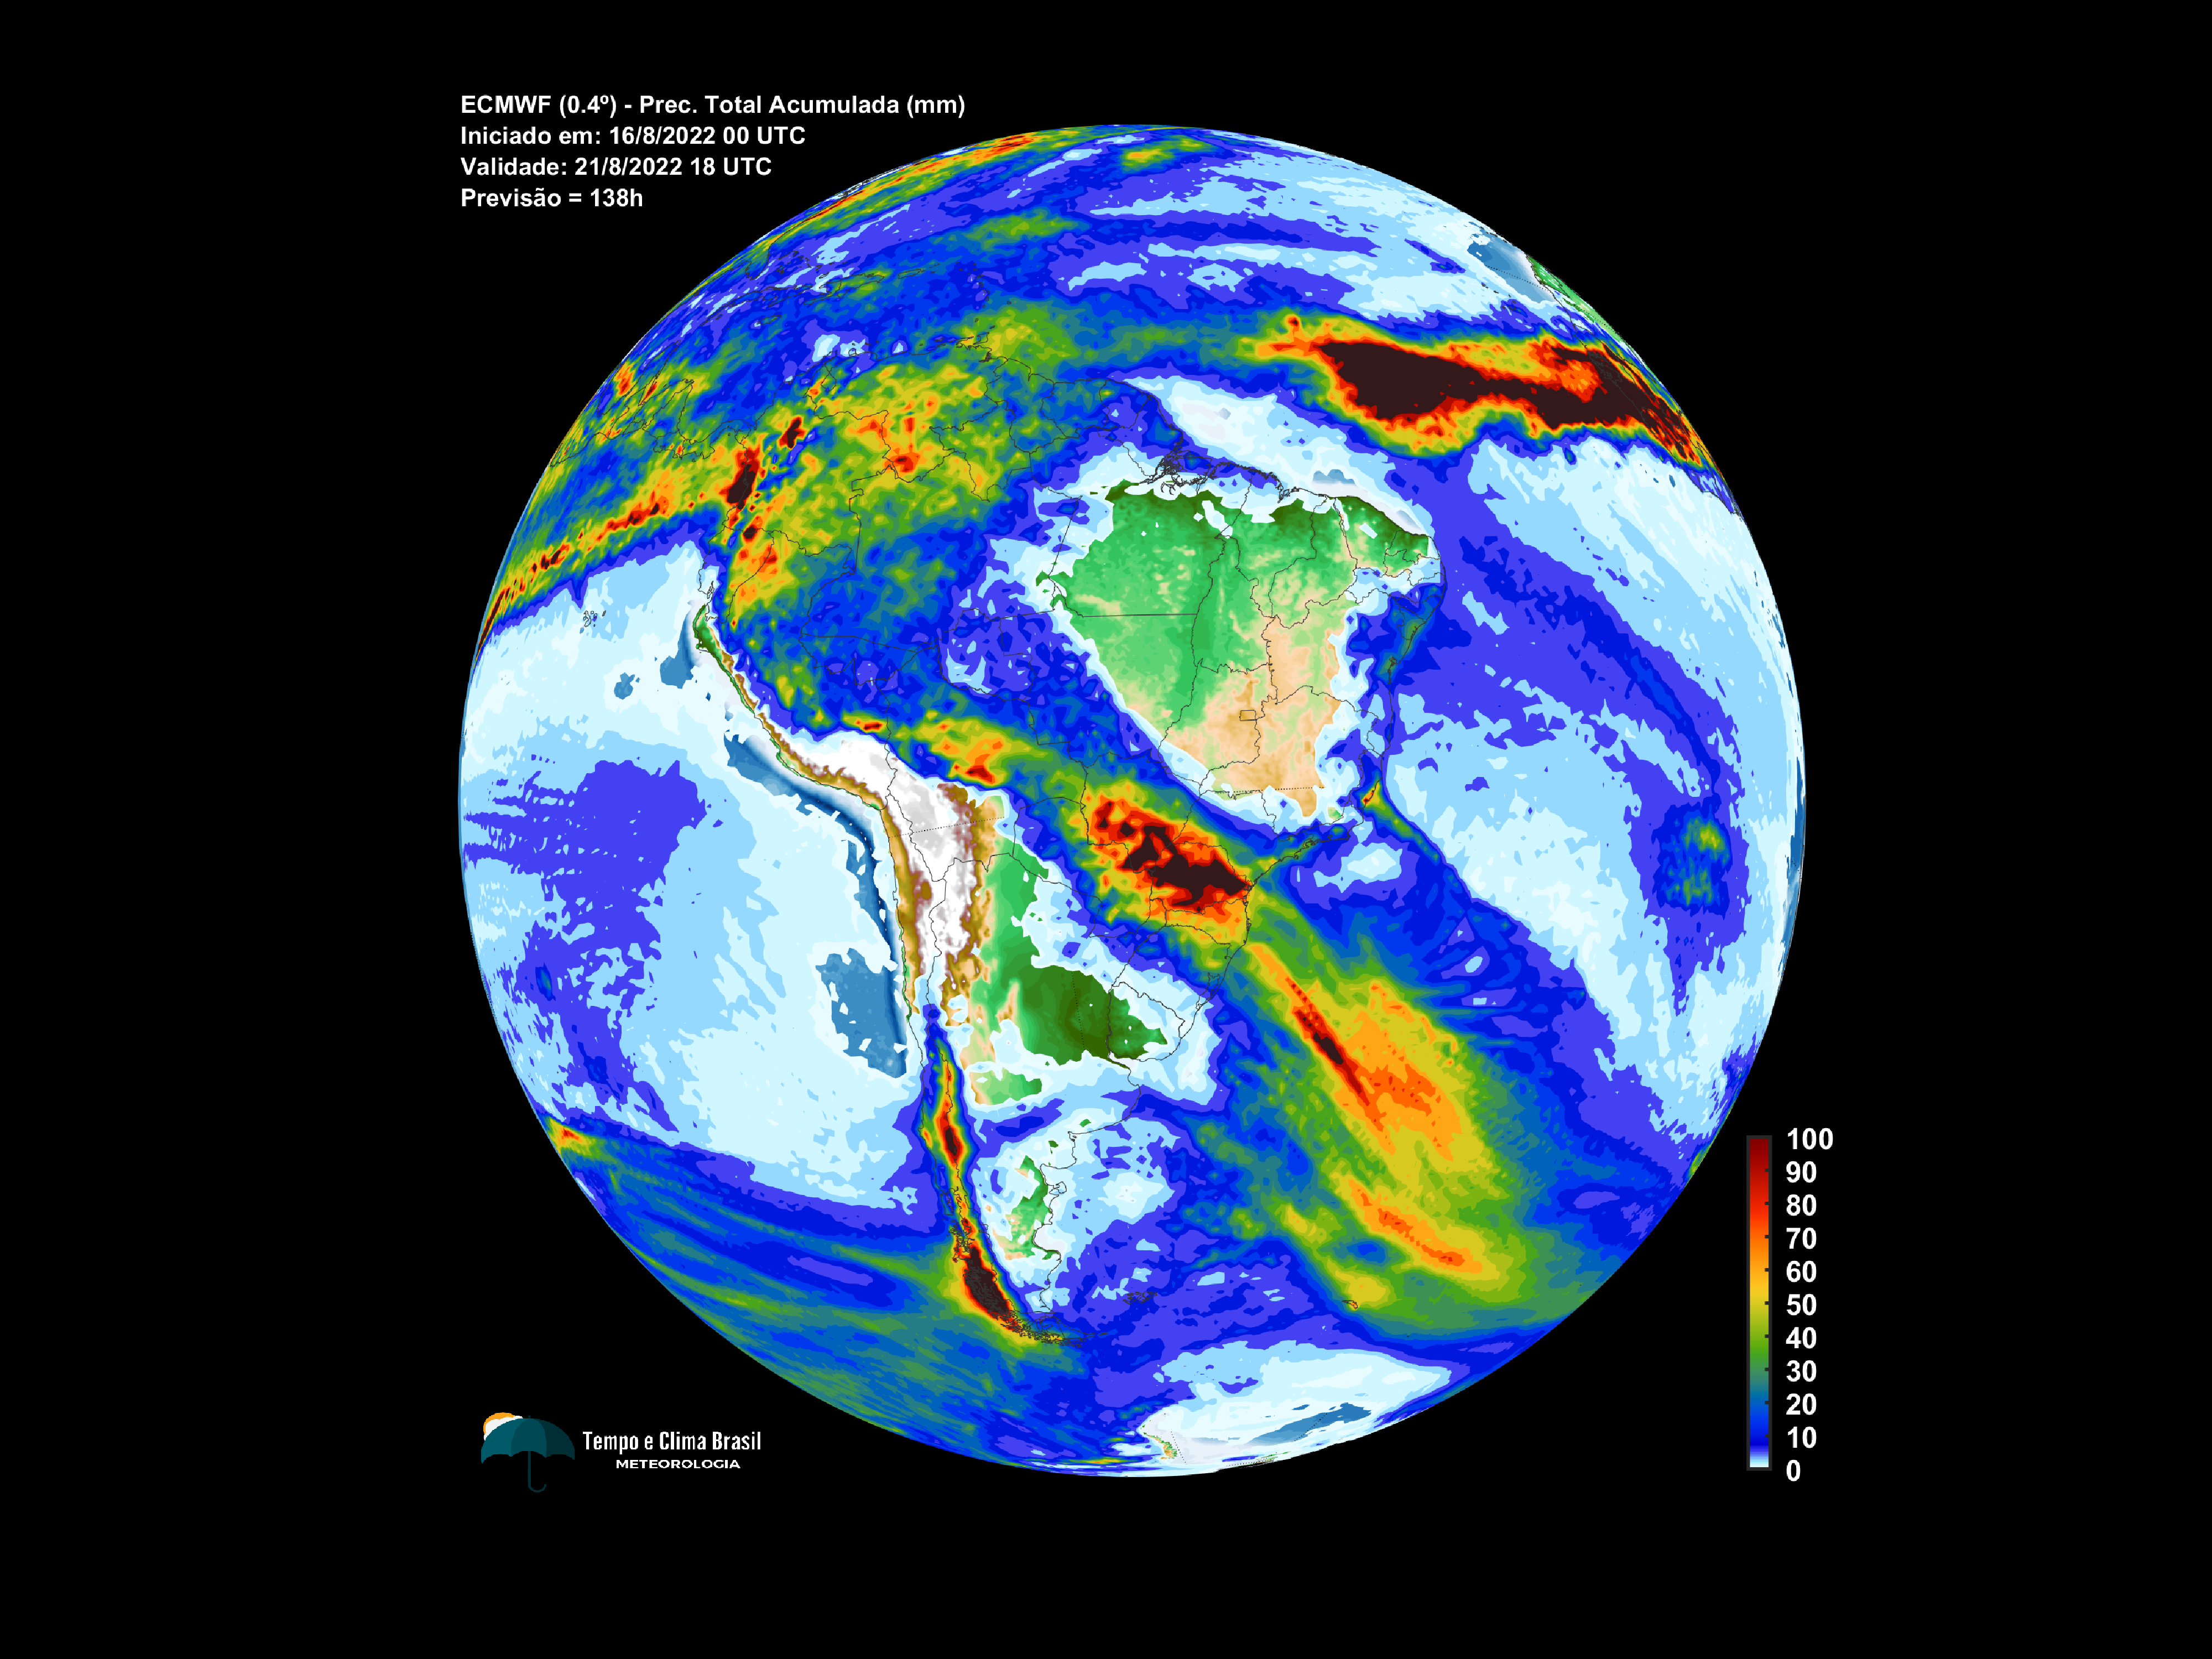 ECMWF (0.4º) - Prec. Total Acumulada (mm)
Iniciado em: 16/8/2022 00 UTC
Validade: 21/8/2022 18 UTC
Previsão = 138h
100
90
80
70
60
50
40
30
20
10
0
Tempo e Clima Brasil
METEOROLOGIA